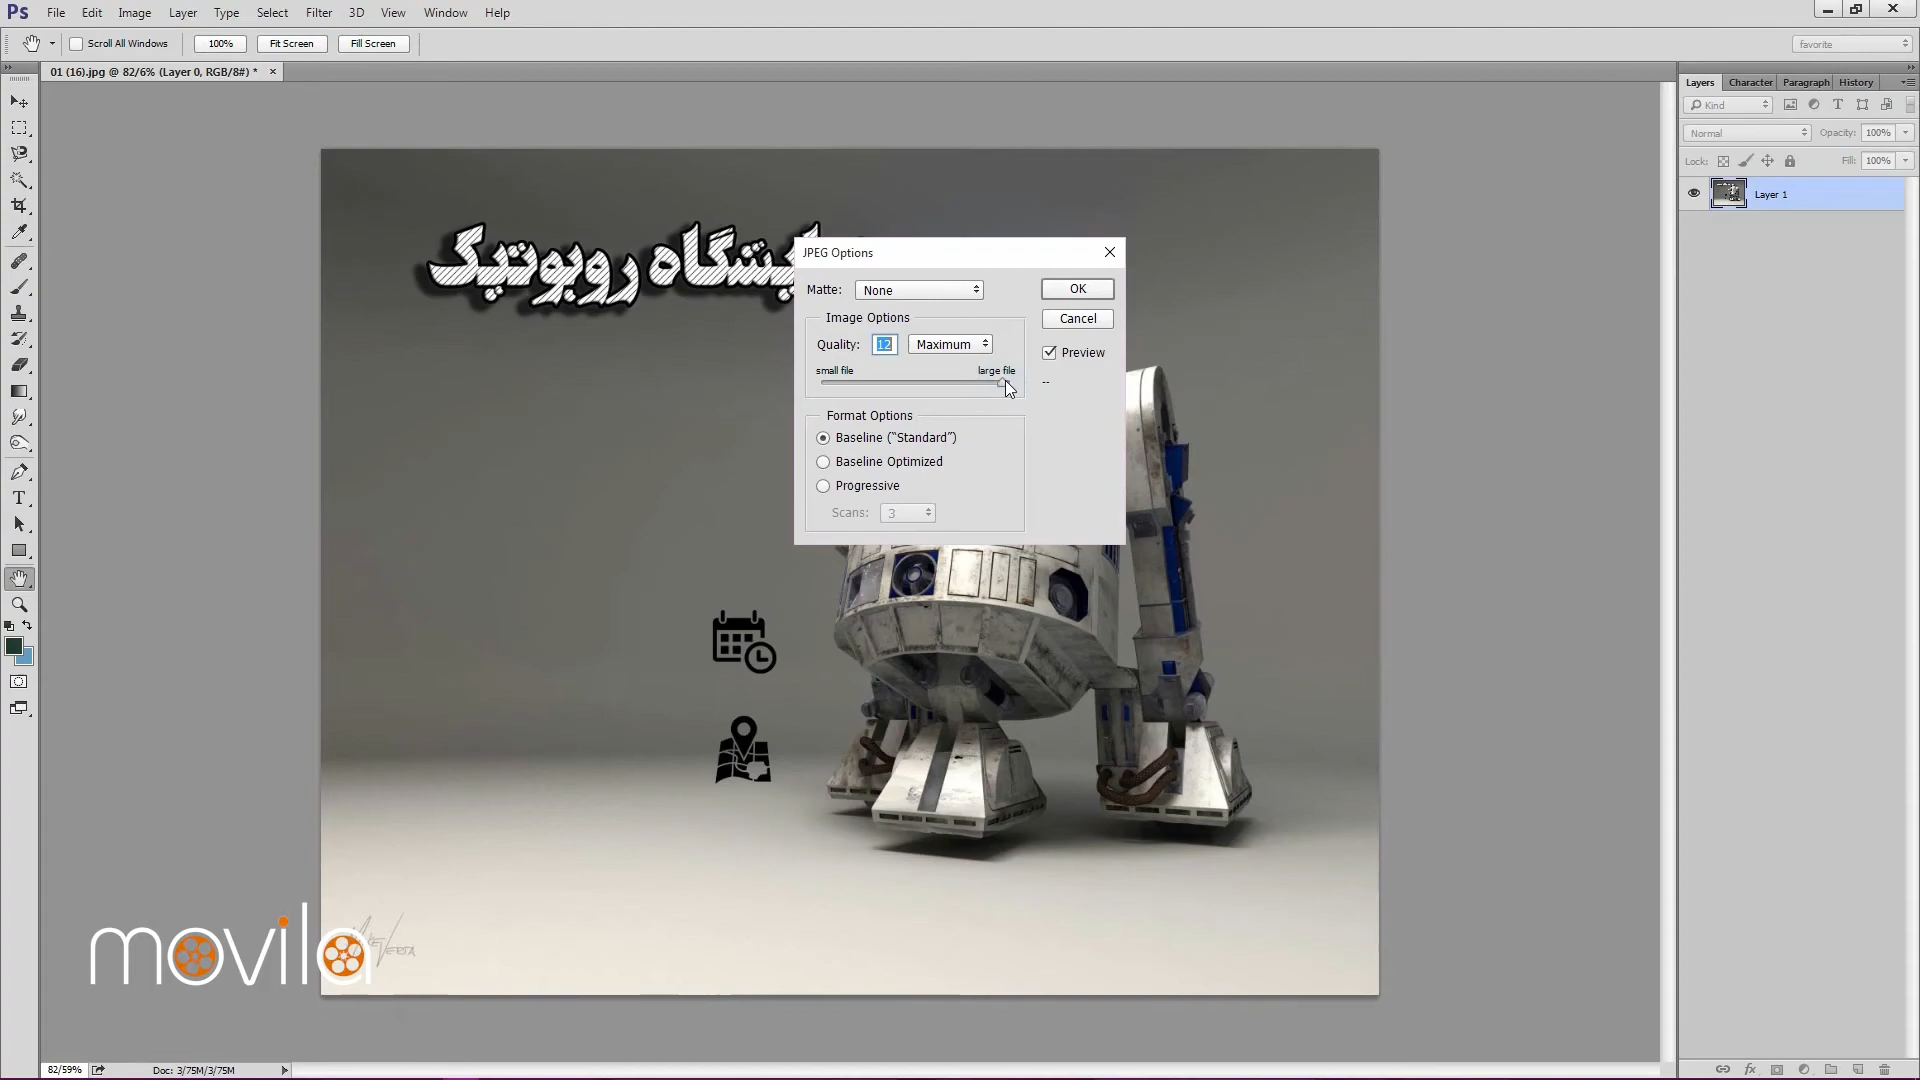 Ps File Edit Image Layer Type Select Filter 3D View Window Help
Scroll All Windows 100% Fit Screen Fill Screen favorite
01 (16).jpg @ 82/6% (Layer 0, RGB/8#) *
Layers Character Paragraph History
Kind
Normal Opacity: 100%
Lock: Fill: 100%
Layer 1
روبوتیک
JPEG Options
Matte: None OK
Image Options Cancel
Quality: 12 Maximum Preview
small file large file
--
Format Options
Baseline (“Standard”)
Baseline Optimized
Progressive
Scans: 3
movila
82/59% Doc: 3/75M/3/75M